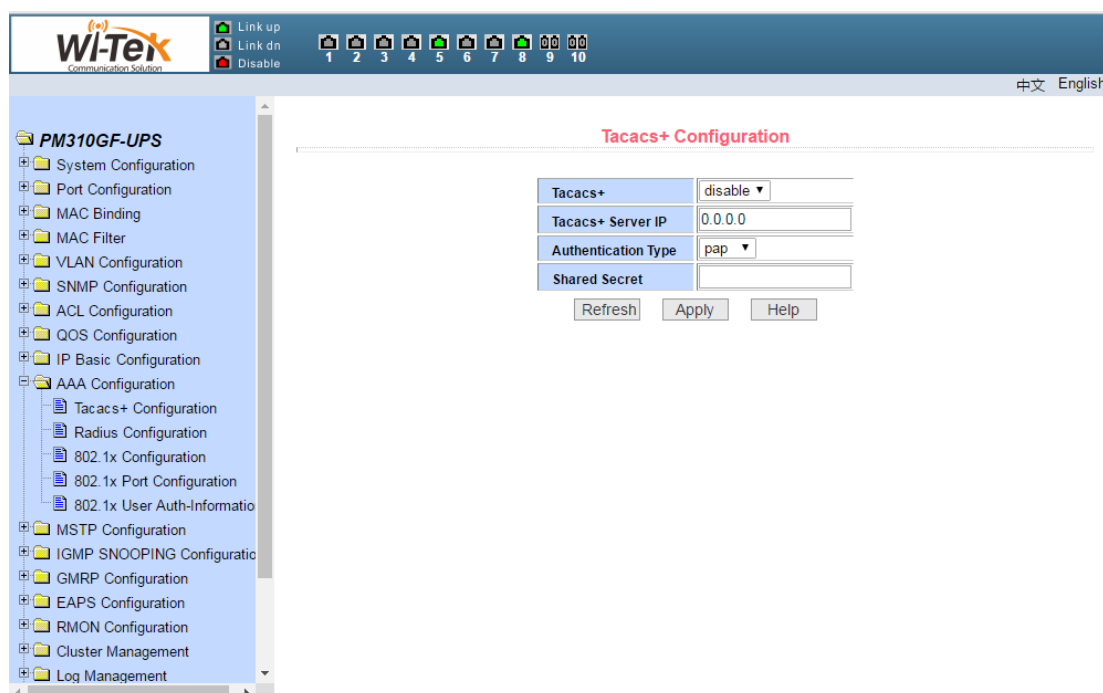 Wi-Tek
Communication Solution
Link up
Link dn
Disable
1 2 3 4 5 6 7 8 9 10
中文 English
PM310GF-UPS
System Configuration
Port Configuration
MAC Binding
MAC Filter
VLAN Configuration
SNMP Configuration
ACL Configuration
QOS Configuration
IP Basic Configuration
AAA Configuration
Tacacs+ Configuration
Radius Configuration
802.1x Configuration
802.1x Port Configuration
802.1x User Auth-Informatio
MSTP Configuration
IGMP SNOOPING Configuratio
GMRP Configuration
EAPS Configuration
RMON Configuration
Cluster Management
Log Management
Tacacs+ Configuration
Tacacs+ disable
Tacacs+ Server IP 0.0.0.0
Authentication Type pap
Shared Secret
Refresh Apply Help